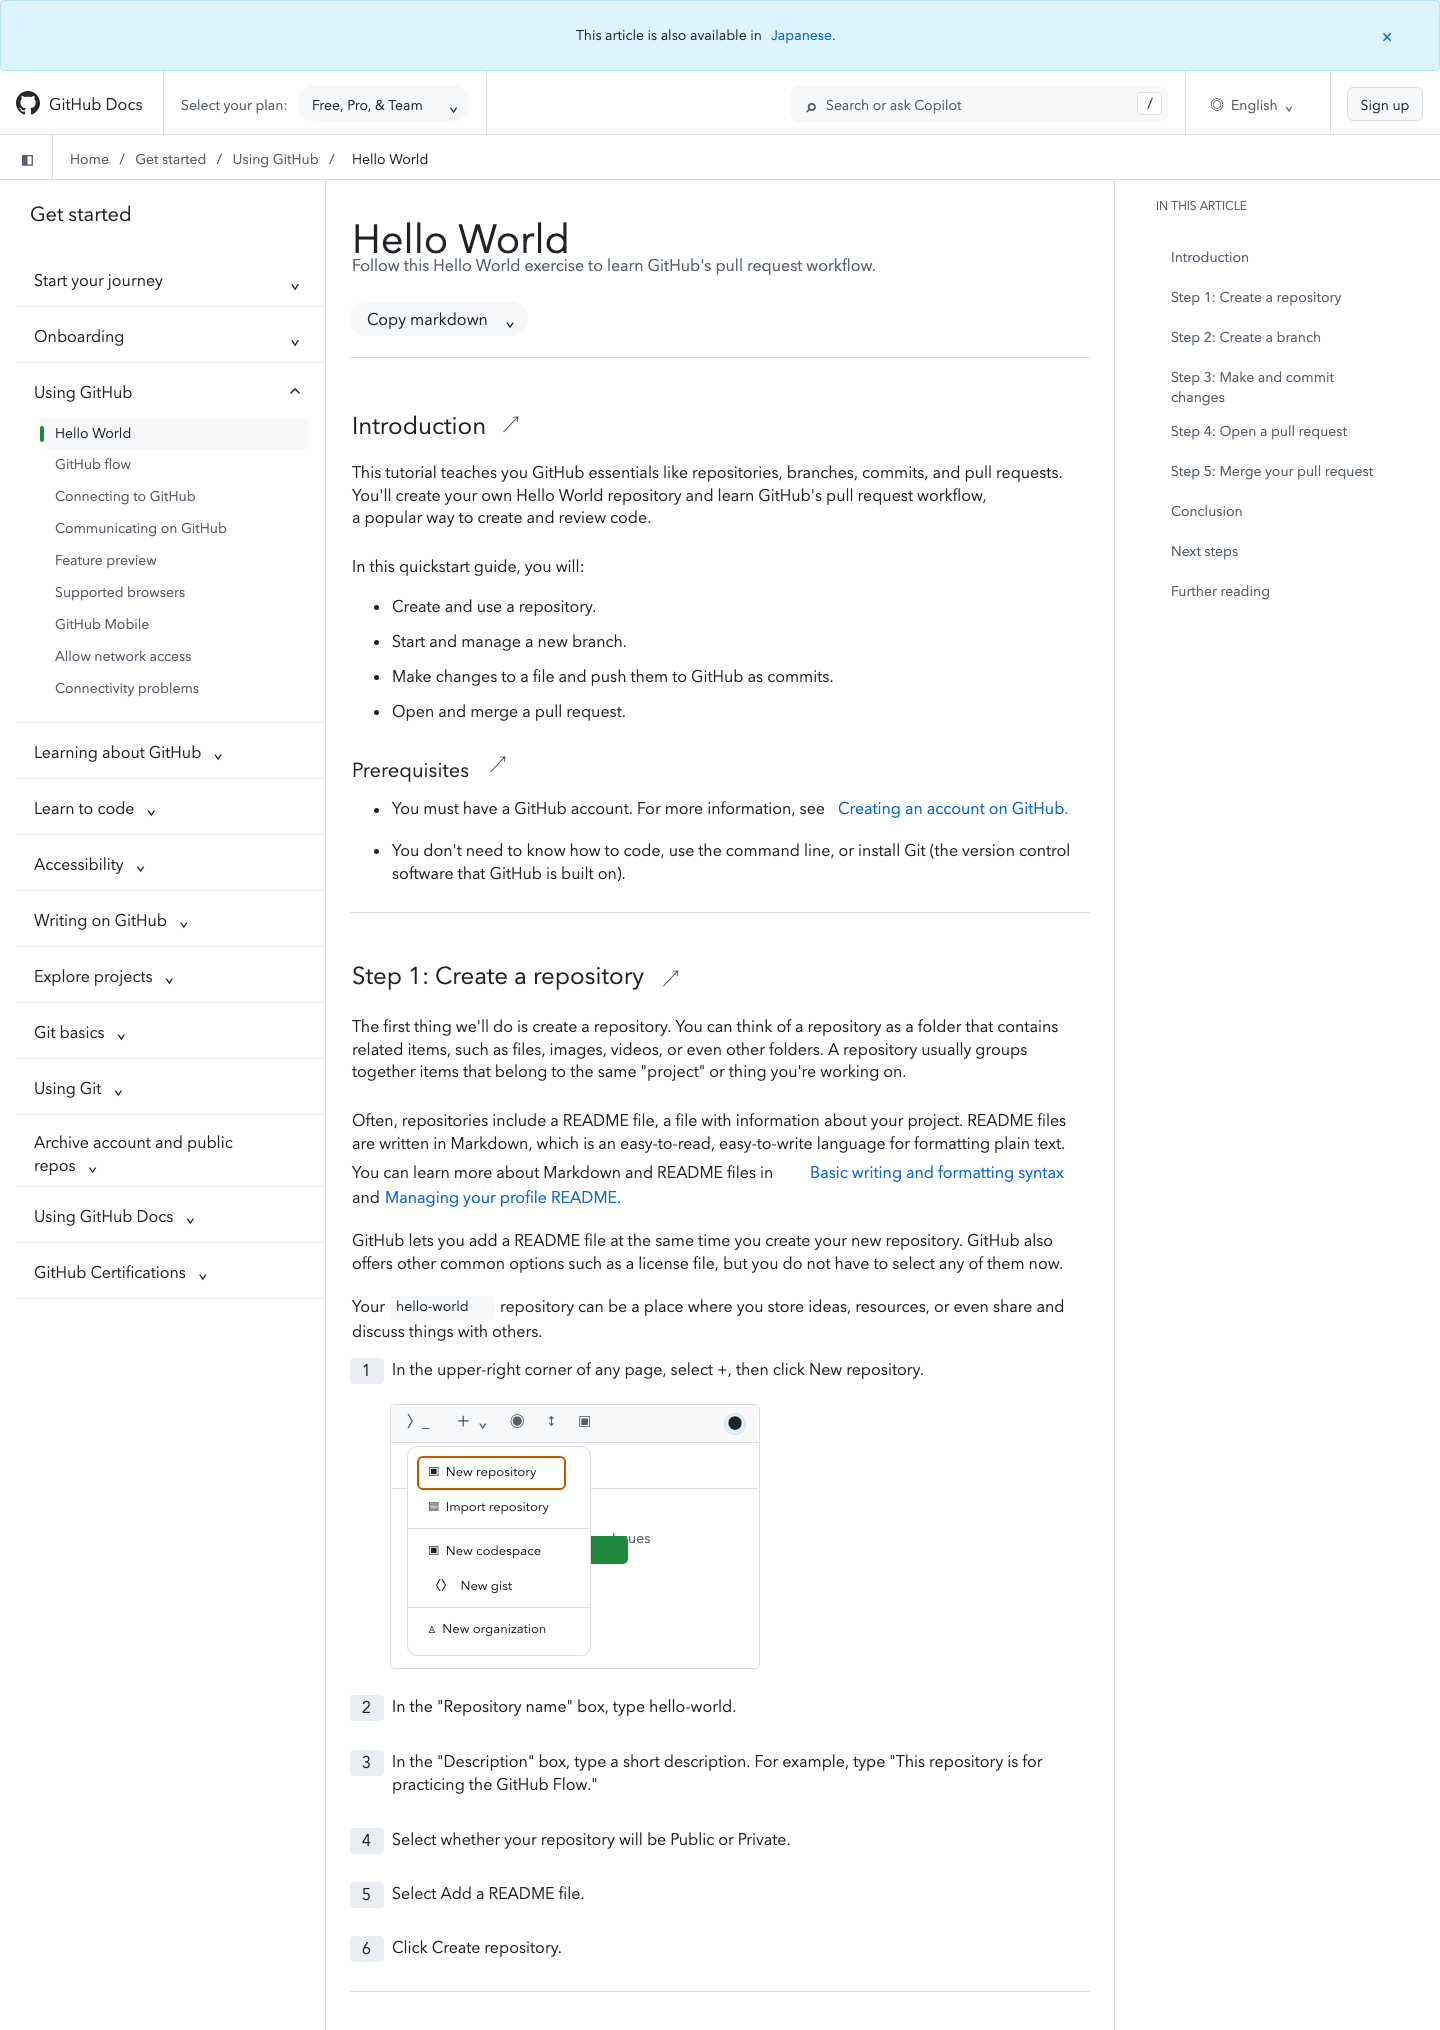 This article is also available in Japanese.
×
GitHub Docs
Select your plan: Free, Pro, & Team
Search or ask Copilot /
English
Sign up
Home / Get started / Using GitHub / Hello World
Get started
Start your journey
Onboarding
Using GitHub
Hello World
GitHub flow
Connecting to GitHub
Communicating on GitHub
Feature preview
Supported browsers
GitHub Mobile
Allow network access
Connectivity problems
Learning about GitHub
Learn to code
Accessibility
Writing on GitHub
Explore projects
Git basics
Using Git
Archive account and public
repos
Using GitHub Docs
GitHub Certifications
Hello World
Follow this Hello World exercise to learn GitHub's pull request workflow.
Copy markdown
Introduction
This tutorial teaches you GitHub essentials like repositories, branches, commits, and pull requests.
You'll create your own Hello World repository and learn GitHub's pull request workflow,
a popular way to create and review code.
In this quickstart guide, you will:
• Create and use a repository.
• Start and manage a new branch.
• Make changes to a file and push them to GitHub as commits.
• Open and merge a pull request.
Prerequisites
• You must have a GitHub account. For more information, see Creating an account on GitHub.
• You don't need to know how to code, use the command line, or install Git (the version control
software that GitHub is built on).
Step 1: Create a repository
The first thing we'll do is create a repository. You can think of a repository as a folder that contains
related items, such as files, images, videos, or even other folders. A repository usually groups
together items that belong to the same "project" or thing you're working on.
Often, repositories include a README file, a file with information about your project. README files
are written in Markdown, which is an easy-to-read, easy-to-write language for formatting plain text.
You can learn more about Markdown and README files in Basic writing and formatting syntax
and Managing your profile README.
GitHub lets you add a README file at the same time you create your new repository. GitHub also
offers other common options such as a license file, but you do not have to select any of them now.
Your hello-world repository can be a place where you store ideas, resources, or even share and
discuss things with others.
1 In the upper-right corner of any page, select +, then click New repository.
New repository
Import repository
New codespace
New gist
New organization
2 In the "Repository name" box, type hello-world.
3 In the "Description" box, type a short description. For example, type "This repository is for
practicing the GitHub Flow."
4 Select whether your repository will be Public or Private.
5 Select Add a README file.
6 Click Create repository.
IN THIS ARTICLE
Introduction
Step 1: Create a repository
Step 2: Create a branch
Step 3: Make and commit
changes
Step 4: Open a pull request
Step 5: Merge your pull request
Conclusion
Next steps
Further reading